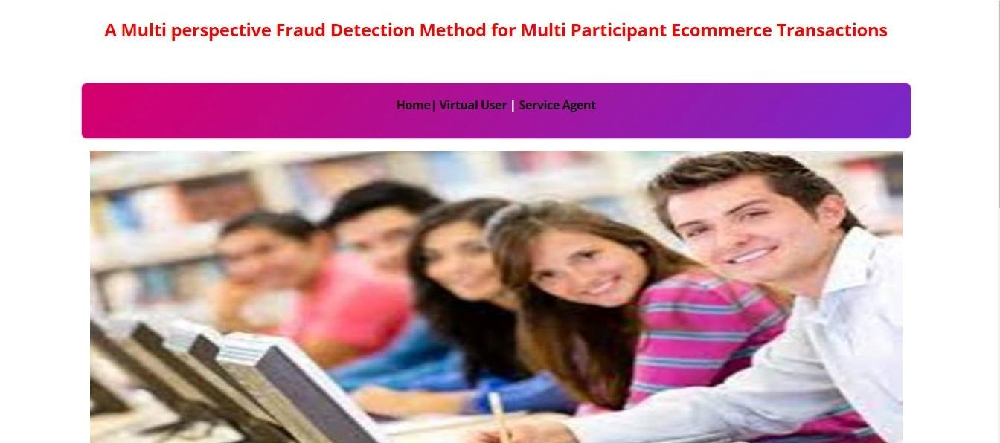 A Multi perspective Fraud Detection Method for Multi Participant Ecommerce Transactions
Home| Virtual User | Service Agent